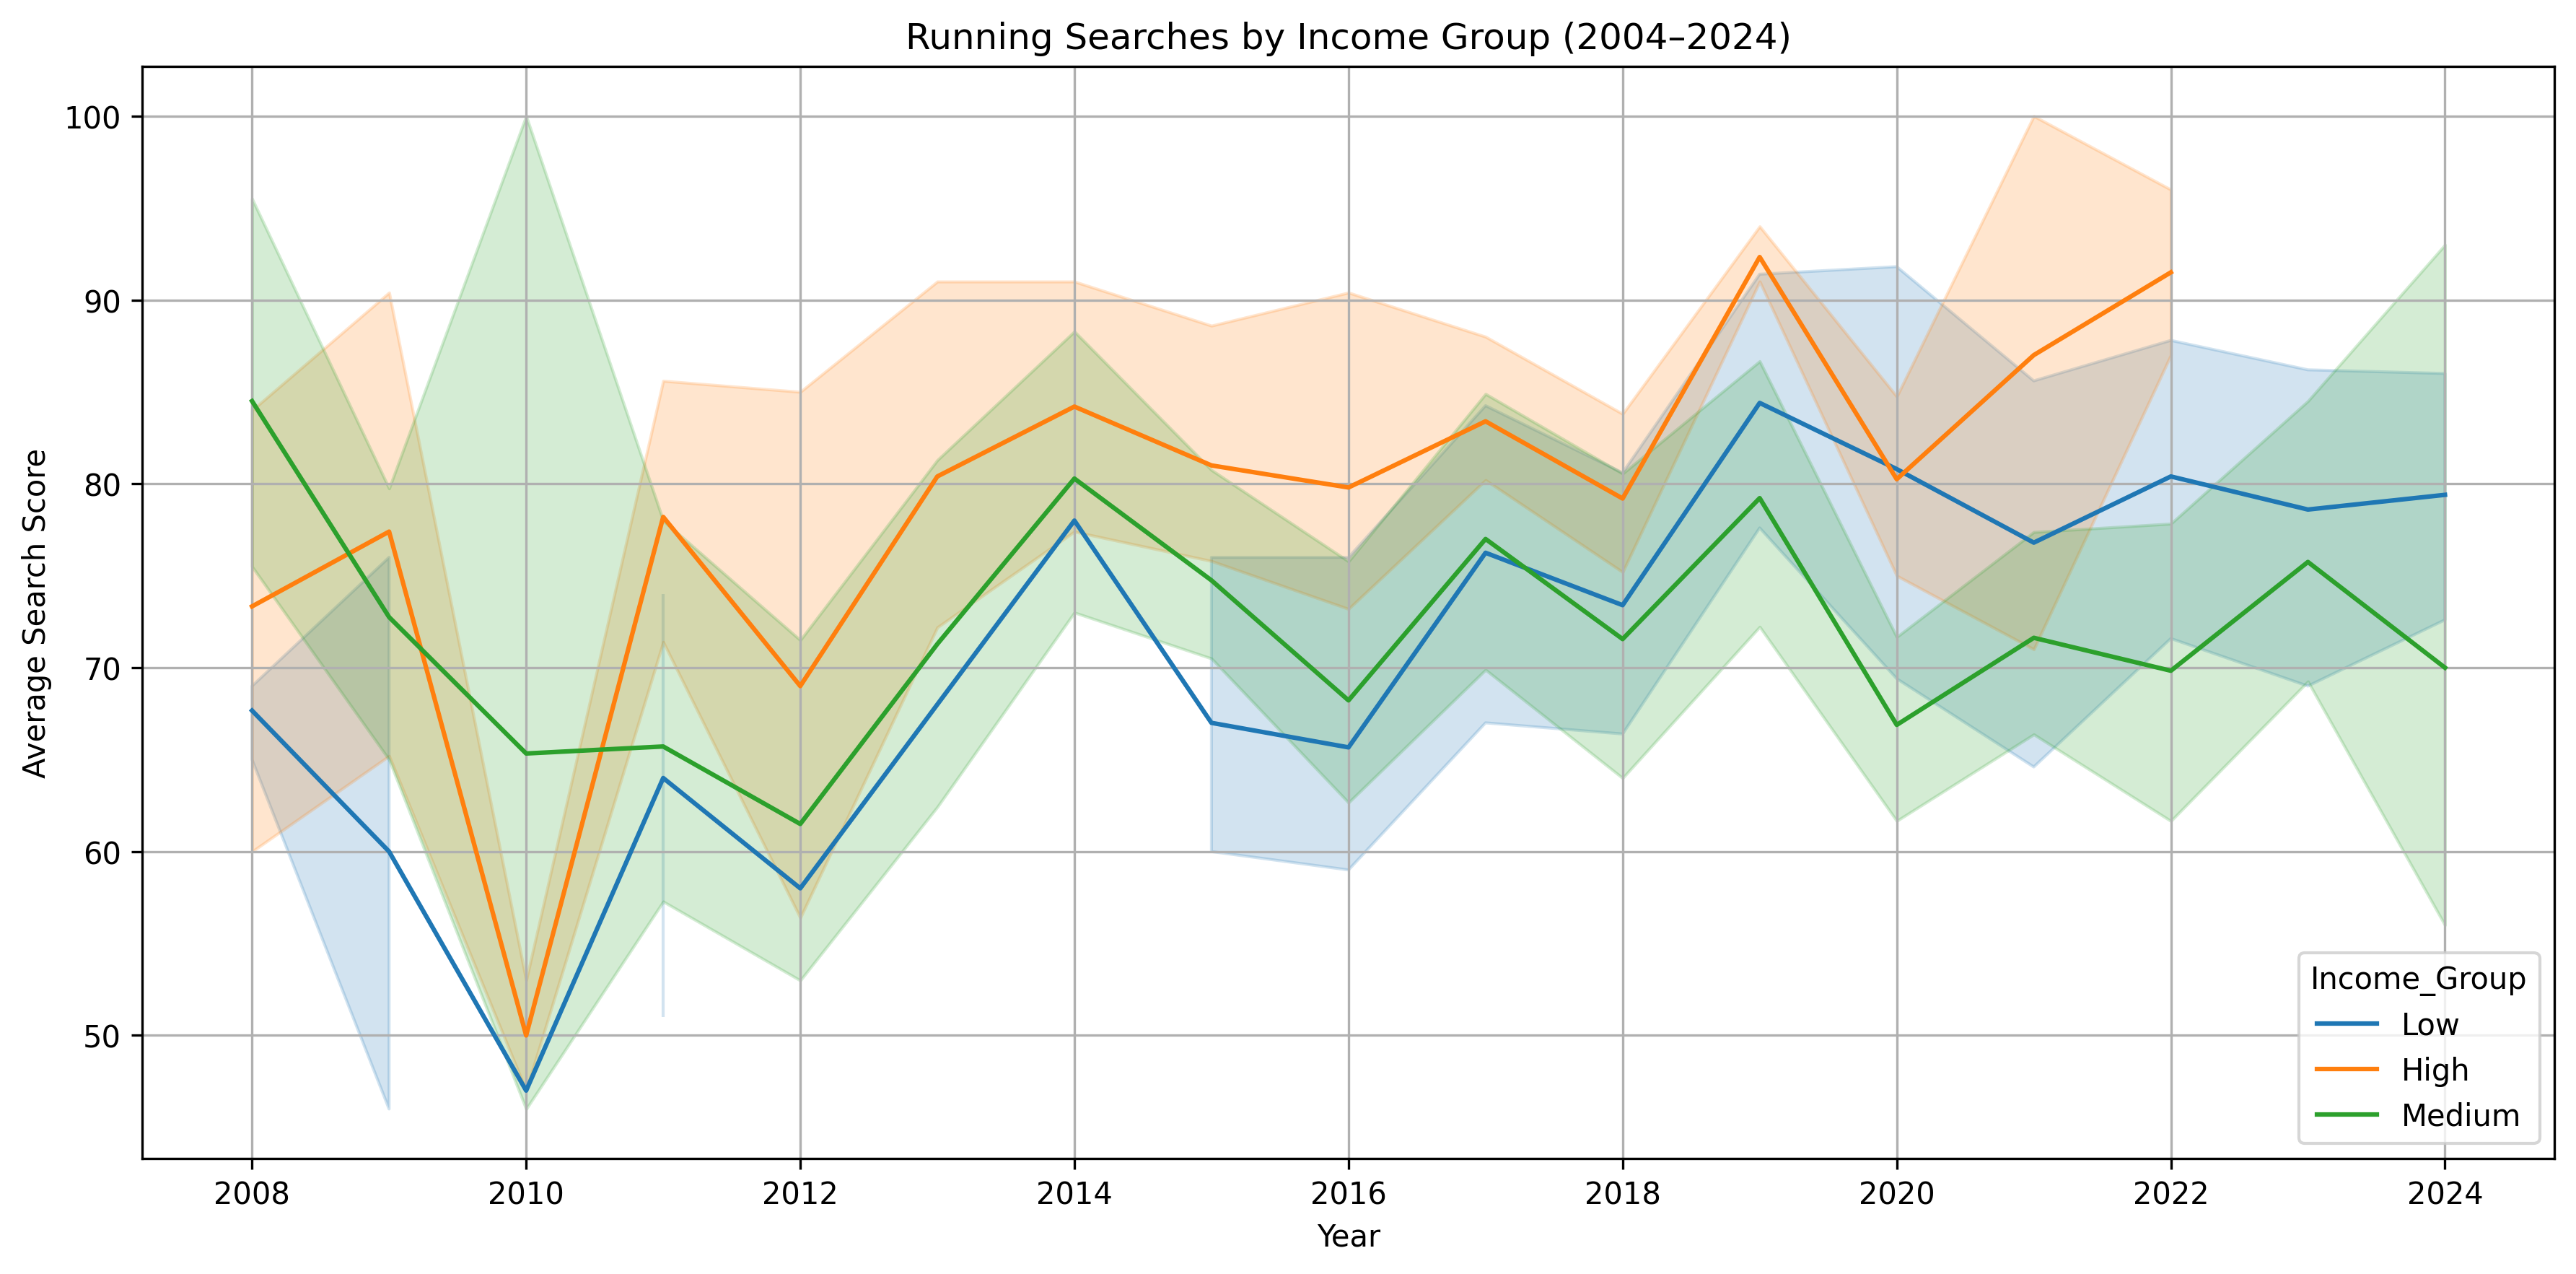 Running Searches by Income Group (2004–2024)
Average Search Score
100
90
80
70
60
50
Income_Group
Low
High
Medium
2008 2010 2012 2014 2016 2018 2020 2022 2024
Year